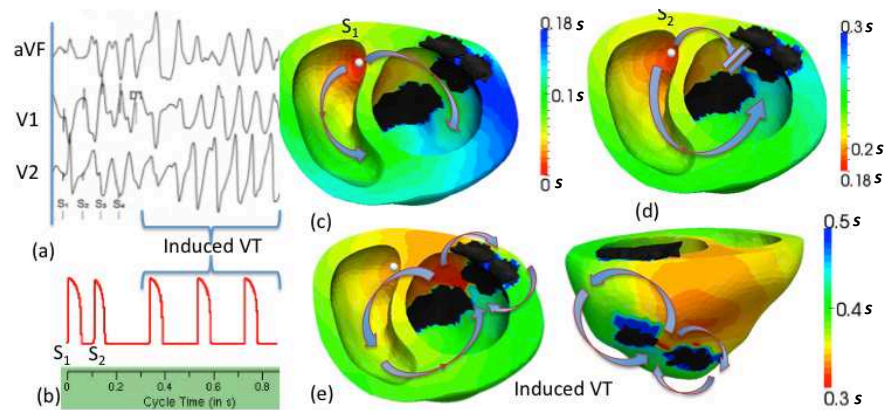 aVF
V1
V2
S₁ S₂ S₃ S₄
(a)
Induced VT
S₁ S₂
0 0.2 0.4 0.6 0.8
Cycle Time (in s)
(b)
S₁
(c)
0.18 s
0.1 s
0 s
S₂
(d)
0.3 s
0.2 s
0.18 s
(e)
Induced VT
0.5 s
0.4 s
0.3 s